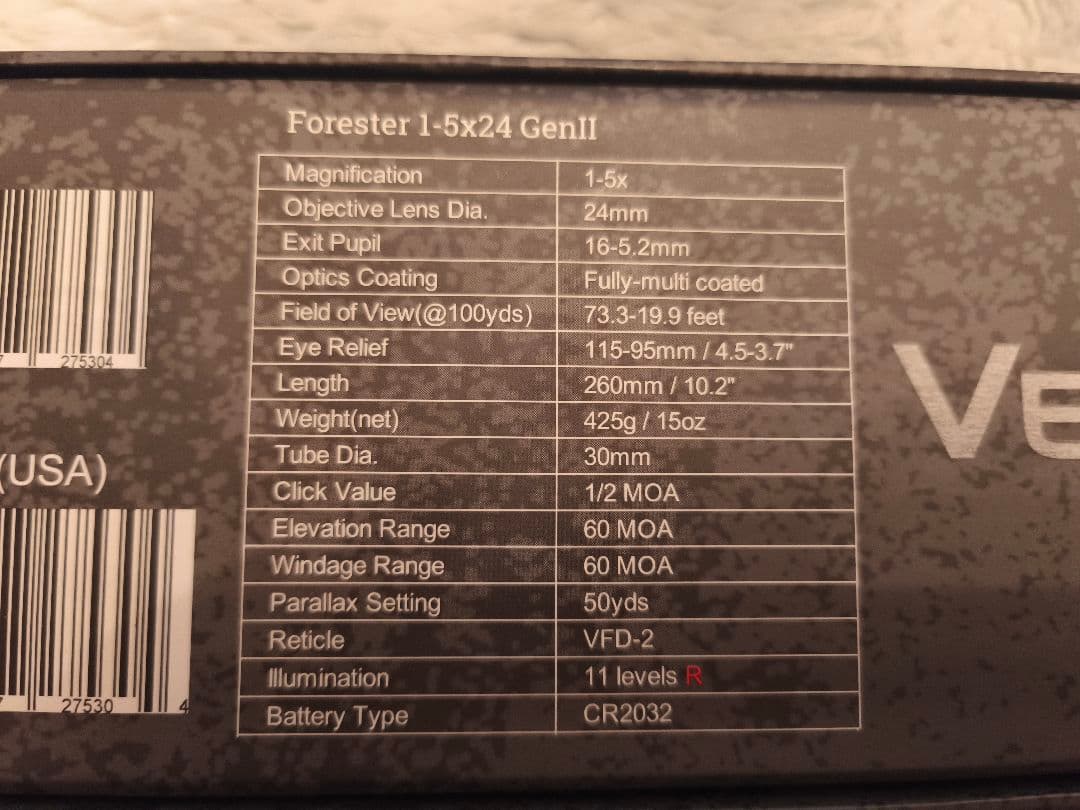 Forester 1-5x24 GenII
Magnification 1-5x
Objective Lens Dia. 24mm
Exit Pupil 16-5.2mm
Optics Coating Fully-multi coated
Field of View(@100yds) 73.3-19.9 feet
Eye Relief 115-95mm / 4.5-3.7"
Length 260mm / 10.2"
Weight(net) 425g / 15oz
Tube Dia. 30mm
Click Value 1/2 MOA
Elevation Range 60 MOA
Windage Range 60 MOA
Parallax Setting 50yds
Reticle VFD-2
Illumination 11 levels R
Battery Type CR2032
275304
(USA)
27530 4
VE